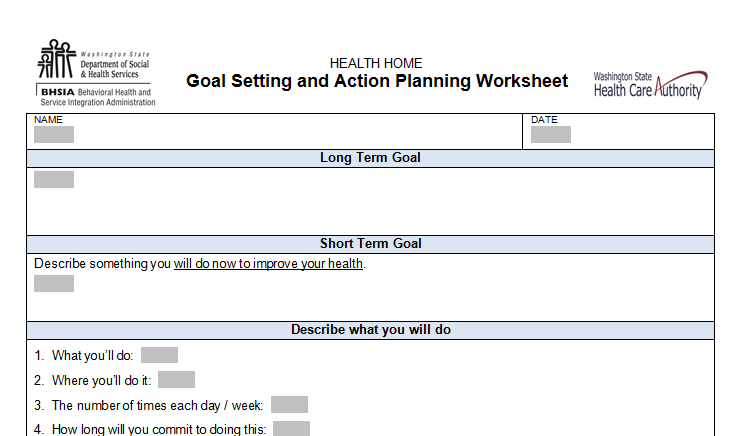 Washington State
Department of Social
& Health Services
BHSIA Behavioral Health and
Service Integration Administration
HEALTH HOME
Goal Setting and Action Planning Worksheet
Washington State
Health Care Authority
NAME
DATE
Long Term Goal
Short Term Goal
Describe something you will do now to improve your health.
Describe what you will do
1. What you'll do:
2. Where you'll do it:
3. The number of times each day / week:
4. How long will you commit to doing this: